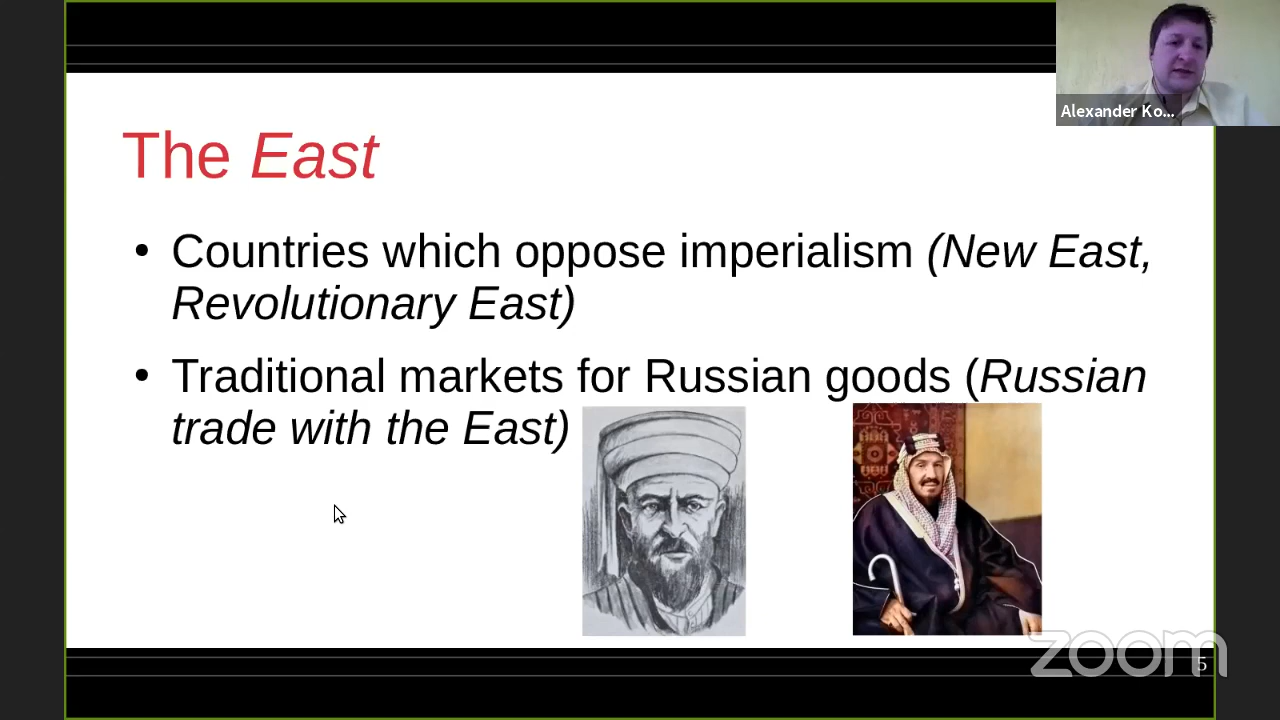 Alexander Ko...
The East
• Countries which oppose imperialism (New East,
Revolutionary East)
• Traditional markets for Russian goods (Russian
trade with the East)
zoom
5